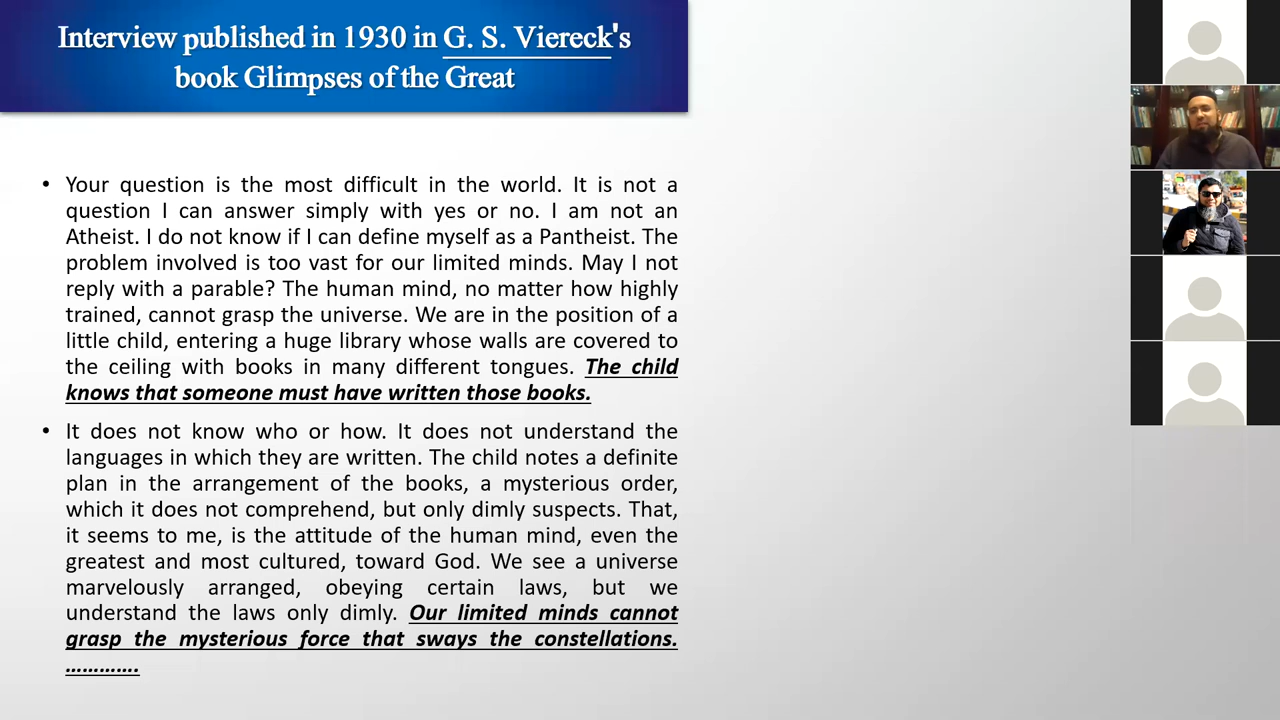 Interview published in 1930 in G. S. Viereck's
book Glimpses of the Great
• Your question is the most difficult in the world. It is not a
question I can answer simply with yes or no. I am not an
Atheist. I do not know if I can define myself as a Pantheist. The
problem involved is too vast for our limited minds. May I not
reply with a parable? The human mind, no matter how highly
trained, cannot grasp the universe. We are in the position of a
little child, entering a huge library whose walls are covered to
the ceiling with books in many different tongues. The child
knows that someone must have written those books.
• It does not know who or how. It does not understand the
languages in which they are written. The child notes a definite
plan in the arrangement of the books, a mysterious order,
which it does not comprehend, but only dimly suspects. That,
it seems to me, is the attitude of the human mind, even the
greatest and most cultured, toward God. We see a universe
marvelously arranged, obeying certain laws, but we
understand the laws only dimly. Our limited minds cannot
grasp the mysterious force that sways the constellations.
………….